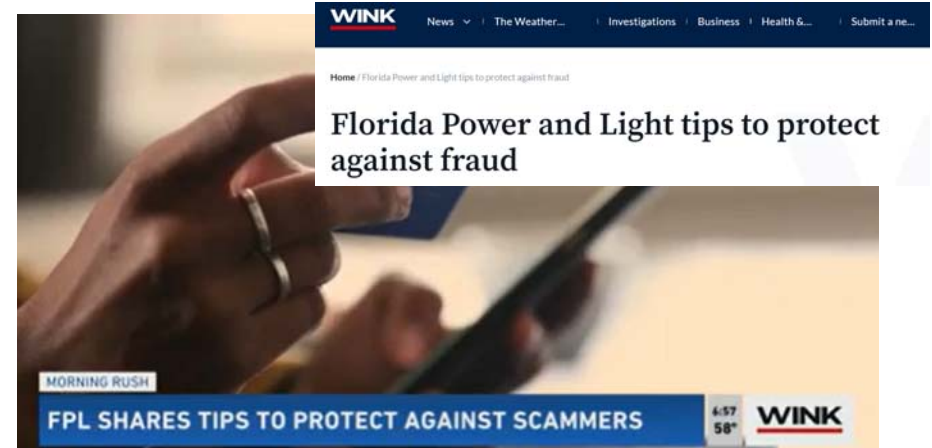 WINK
News
The Weather...
Investigations
Business
Health &...
Submit a ne...
Home / Florida Power and Light tips to protect against fraud
Florida Power and Light tips to protect
against fraud
MORNING RUSH
FPL SHARES TIPS TO PROTECT AGAINST SCAMMERS
6:57
58°
WINK